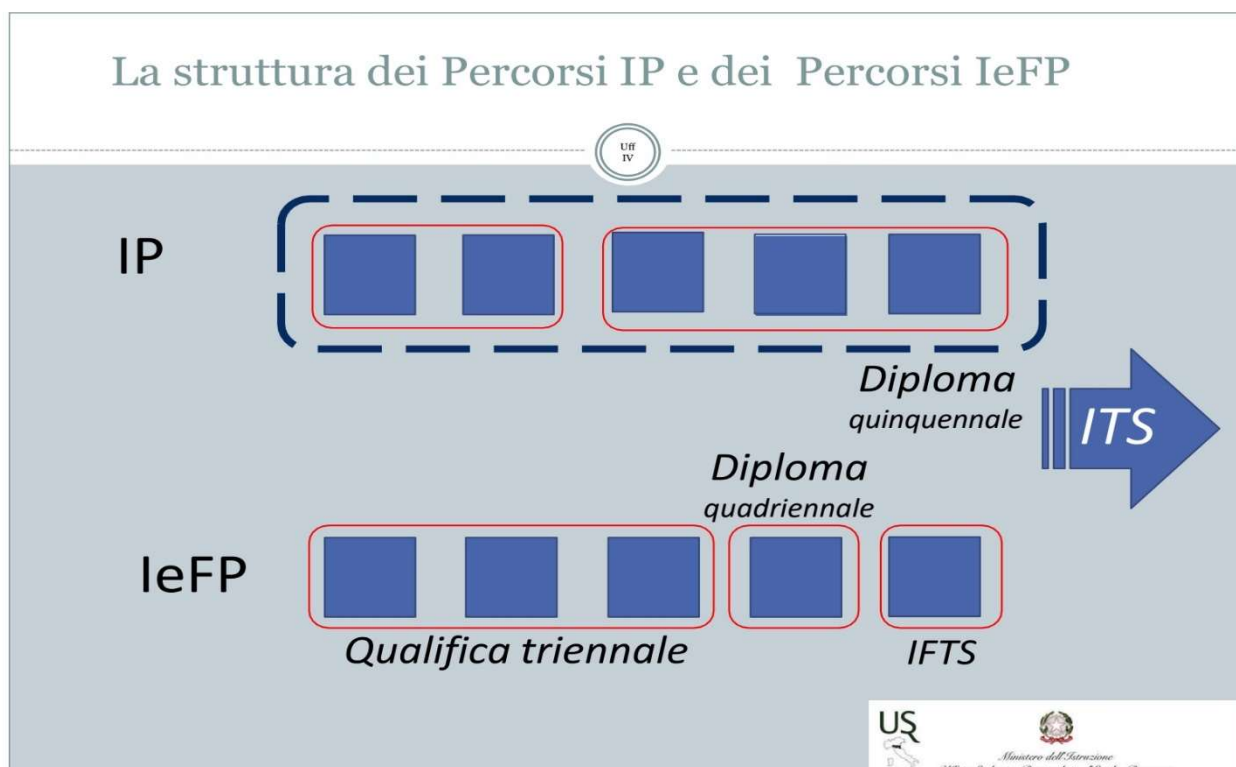 La struttura dei Percorsi IP e dei Percorsi IeFP
Uff
IV
IP
Diploma
quinquennale
ITS
Diploma
quadriennale
IeFP
Qualifica triennale
IFTS
USR
Ministero dell'Istruzione